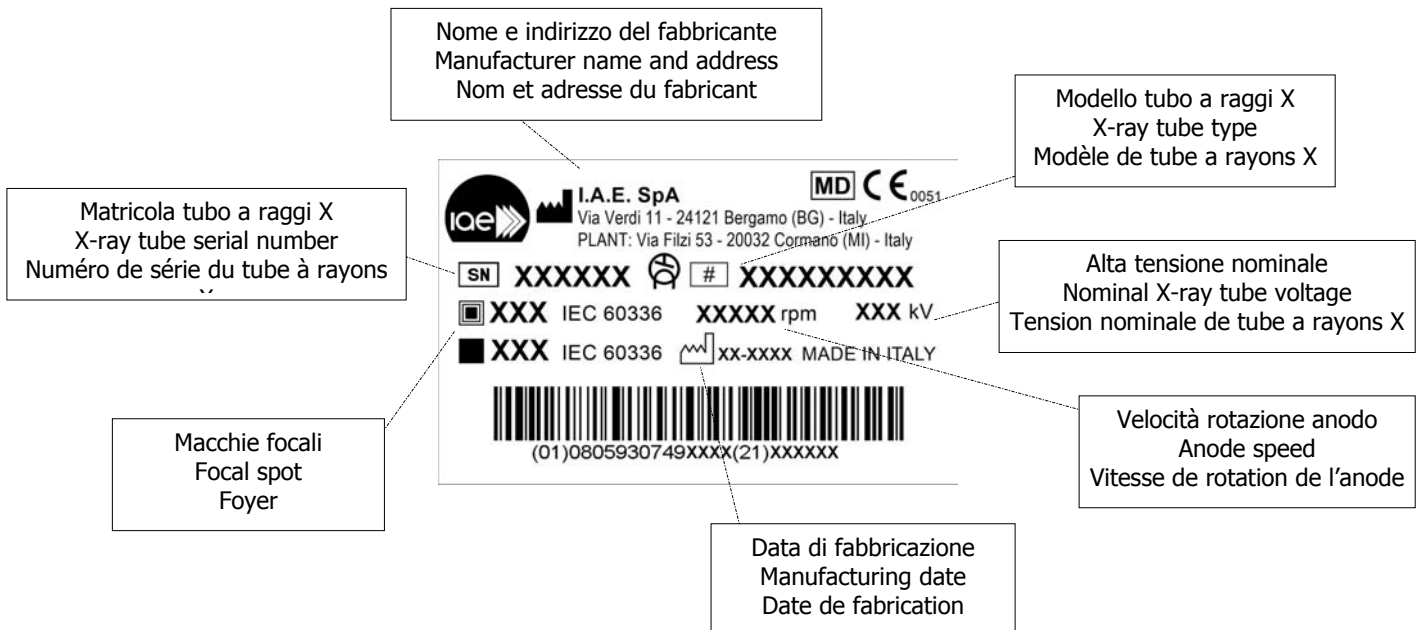 Nome e indirizzo del fabbricante
Manufacturer name and address
Nom et adresse du fabricant
Modello tubo a raggi X
X-ray tube type
Modèle de tube a rayons X
Matricola tubo a raggi X
X-ray tube serial number
Numéro de série du tube à rayons
iae
I.A.E. SpA
MD CE 0051
Via Verdi 11 - 24121 Bergamo (BG) - Italy
PLANT: Via Filzi 53 - 20032 Cormano (MI) - Italy
SN XXXXXX # XXXXXXXXX
XXX IEC 60336 XXXXX rpm XXX kV
XXX IEC 60336 xx-xxxx MADE IN ITALY
(01)0805930749XXXX(21)XXXXXX
Alta tensione nominale
Nominal X-ray tube voltage
Tension nominale de tube a rayons X
Macchie focali
Focal spot
Foyer
Velocità rotazione anodo
Anode speed
Vitesse de rotation de l'anode
Data di fabbricazione
Manufacturing date
Date de fabrication